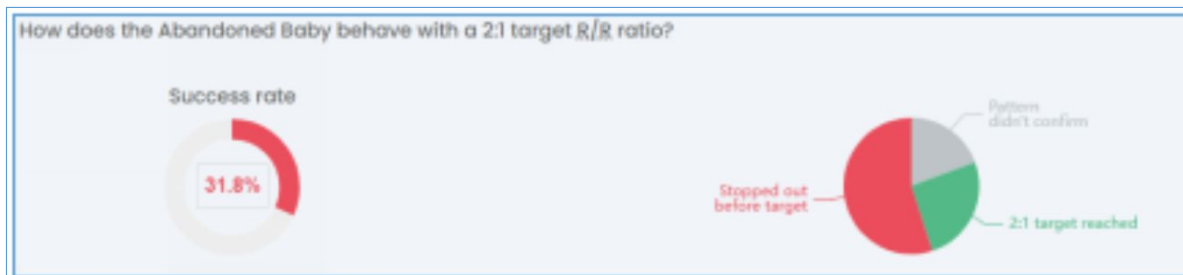 How does the Abandoned Baby behave with a 2:1 target R/R ratio?
Success rate
31.8%
Pattern
didn't confirm
Stopped out
before target
2:1 target reached